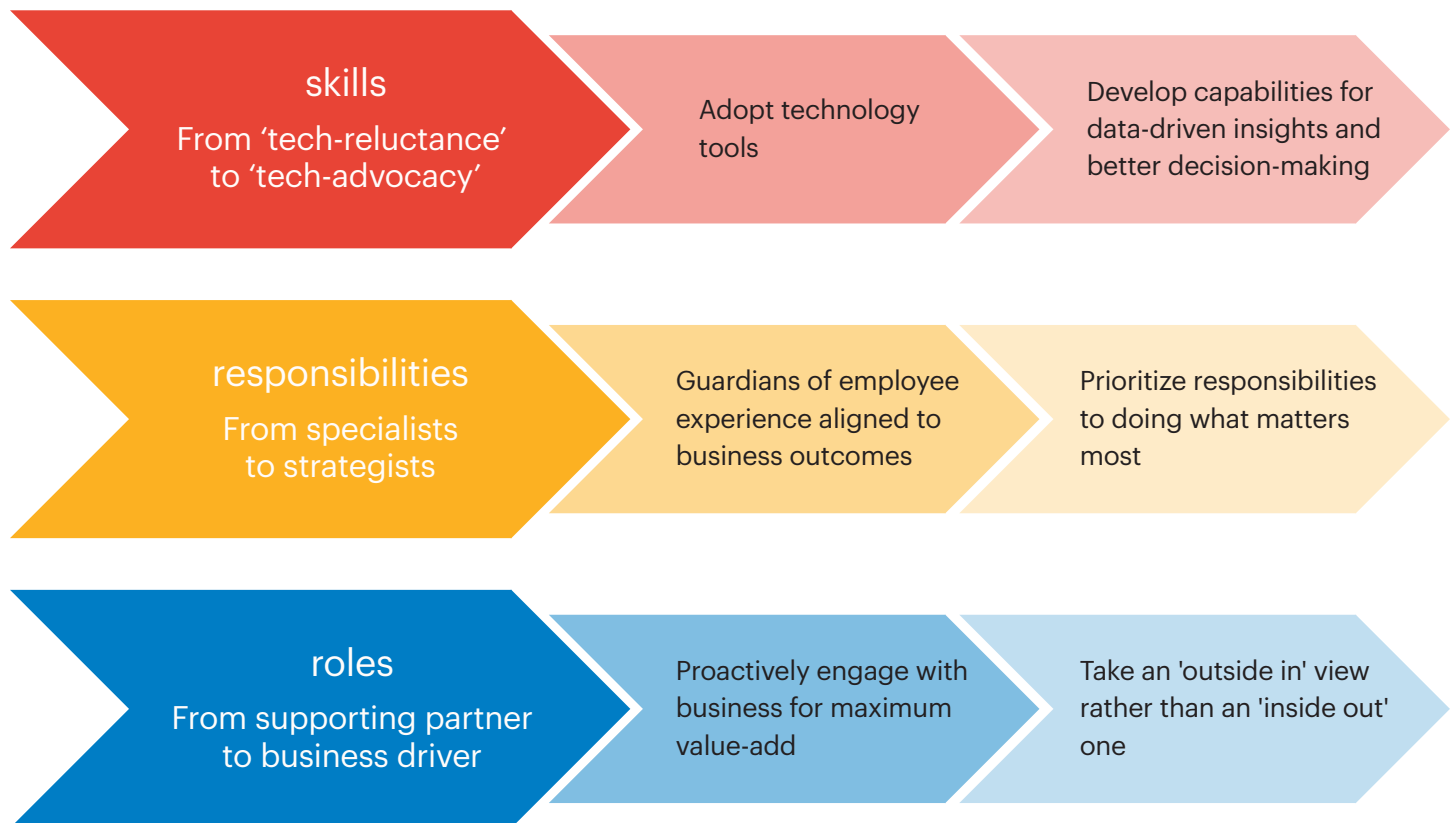 skills
From ‘tech-reluctance’
to ‘tech-advocacy’
Adopt technology
tools
Develop capabilities for
data-driven insights and
better decision-making
responsibilities
From specialists
to strategists
Guardians of employee
experience aligned to
business outcomes
Prioritize responsibilities
to doing what matters
most
roles
From supporting partner
to business driver
Proactively engage with
business for maximum
value-add
Take an 'outside in' view
rather than an 'inside out'
one